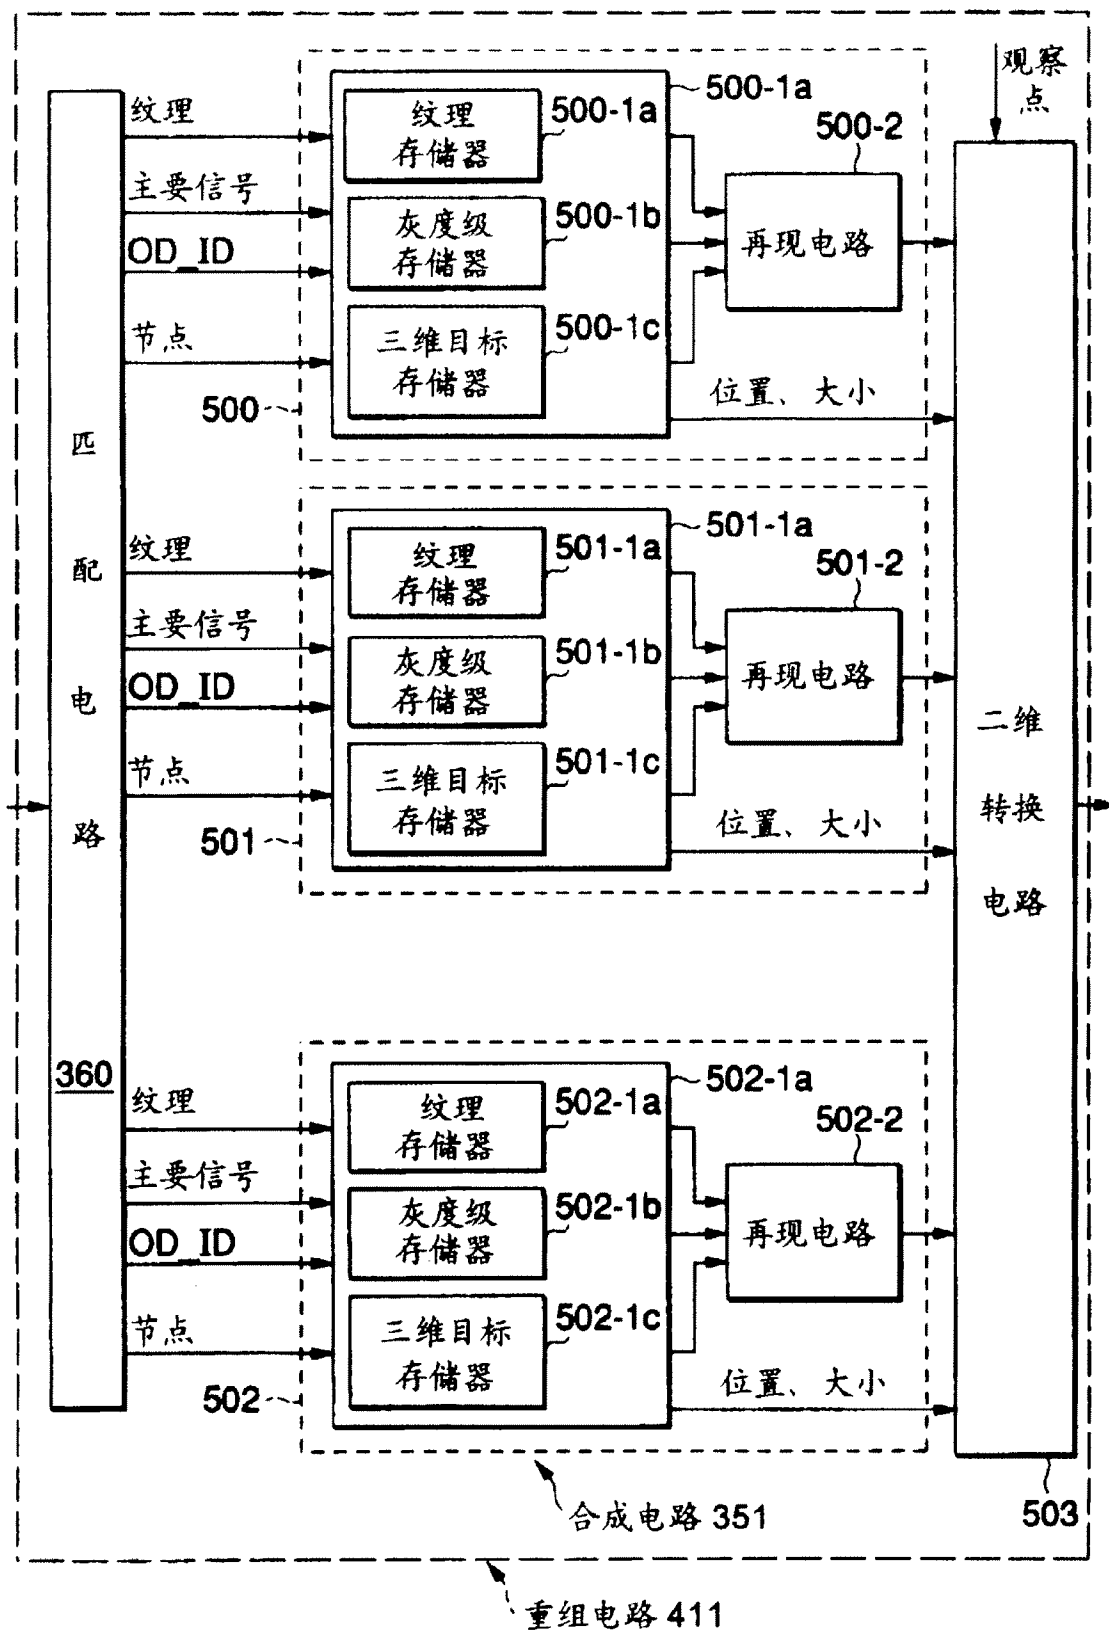 观察
点
纹理
主要信号
OD_ID
节点
纹理
存储器
灰度级
存储器
三维目标
存储器
500-1a
500-1b
500-1c
500-1a
500-2
再现电路
位置、大小
500
匹
配
电
路
360
纹理
主要信号
OD_ID
节点
纹理
存储器
灰度级
存储器
三维目标
存储器
501-1a
501-1b
501-1c
501-1a
501-2
再现电路
位置、大小
501
二维
转换
电路
纹理
主要信号
OD_ID
节点
纹理
存储器
灰度级
存储器
三维目标
存储器
502-1a
502-1b
502-1c
502-1a
502-2
再现电路
位置、大小
502
503
合成电路 351
重组电路 411